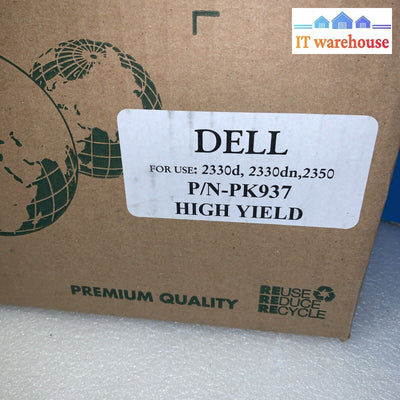 IT warehouse
DELL
FOR USE: 2330d, 2330dn,2350
P/N-PK937
HIGH YIELD
PREMIUM QUALITY
REUSE
REDUCE
RECYCLE